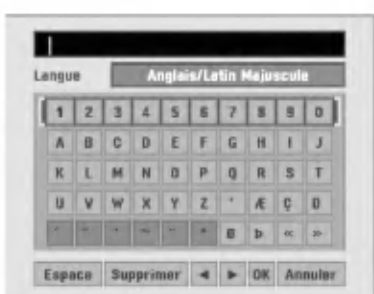 Langue Anglais/Latin Majuscule
1 2 3 4 5 6 7 8 9 0
A B C D E F G H I J
K L M N O P Q R S T
U V W X Y Z Æ Ç
Þ « »
Espace Supprimer ◄ ► OK Annuler